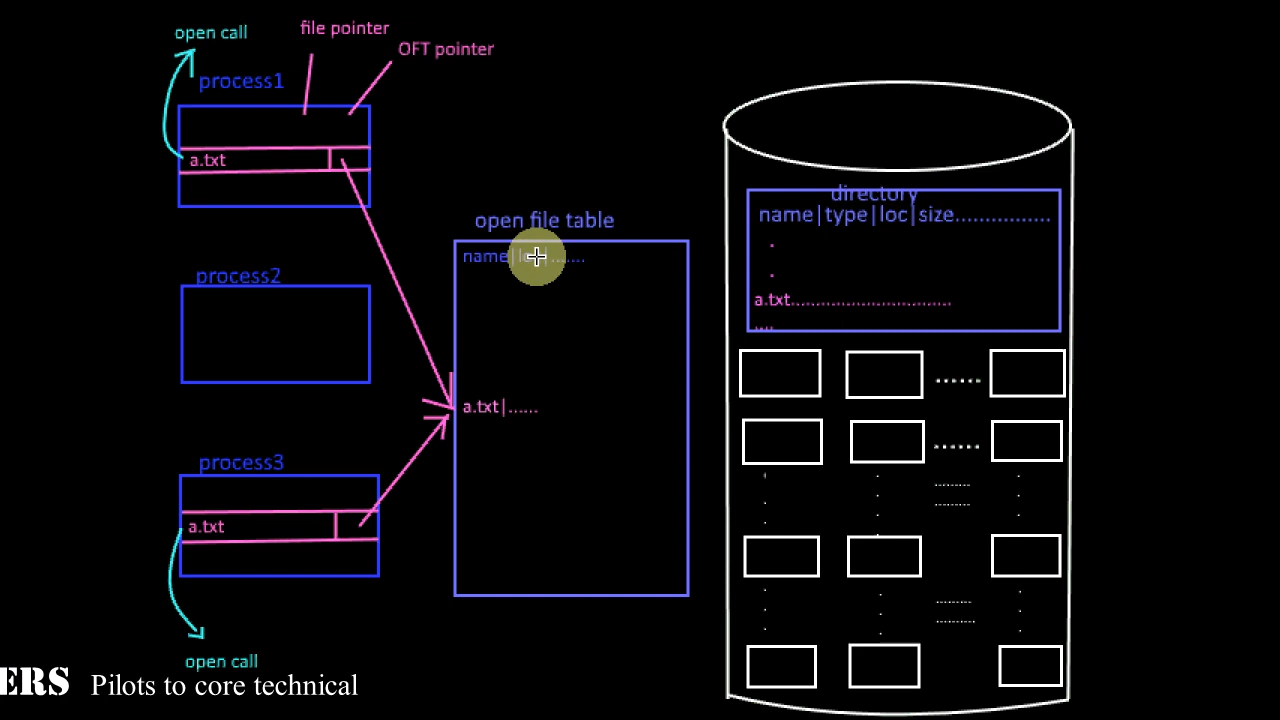 open call
file pointer
OFT pointer
process1
a.txt
process2
process3
a.txt
open call
open file table
name|loc|.......
a.txt|......
directory
name|type|loc|size................
a.txt................................
....
ERS Pilots to core technical